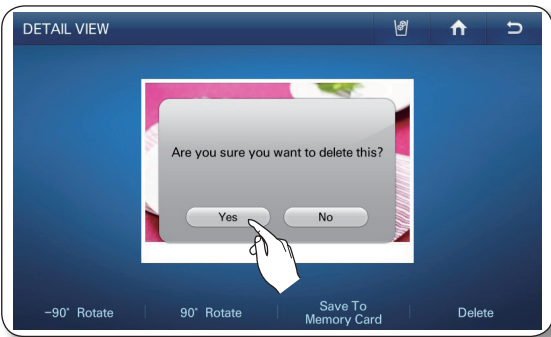 DETAIL VIEW
Are you sure you want to delete this?
Yes
No
-90° Rotate
90° Rotate
Save To
Memory Card
Delete